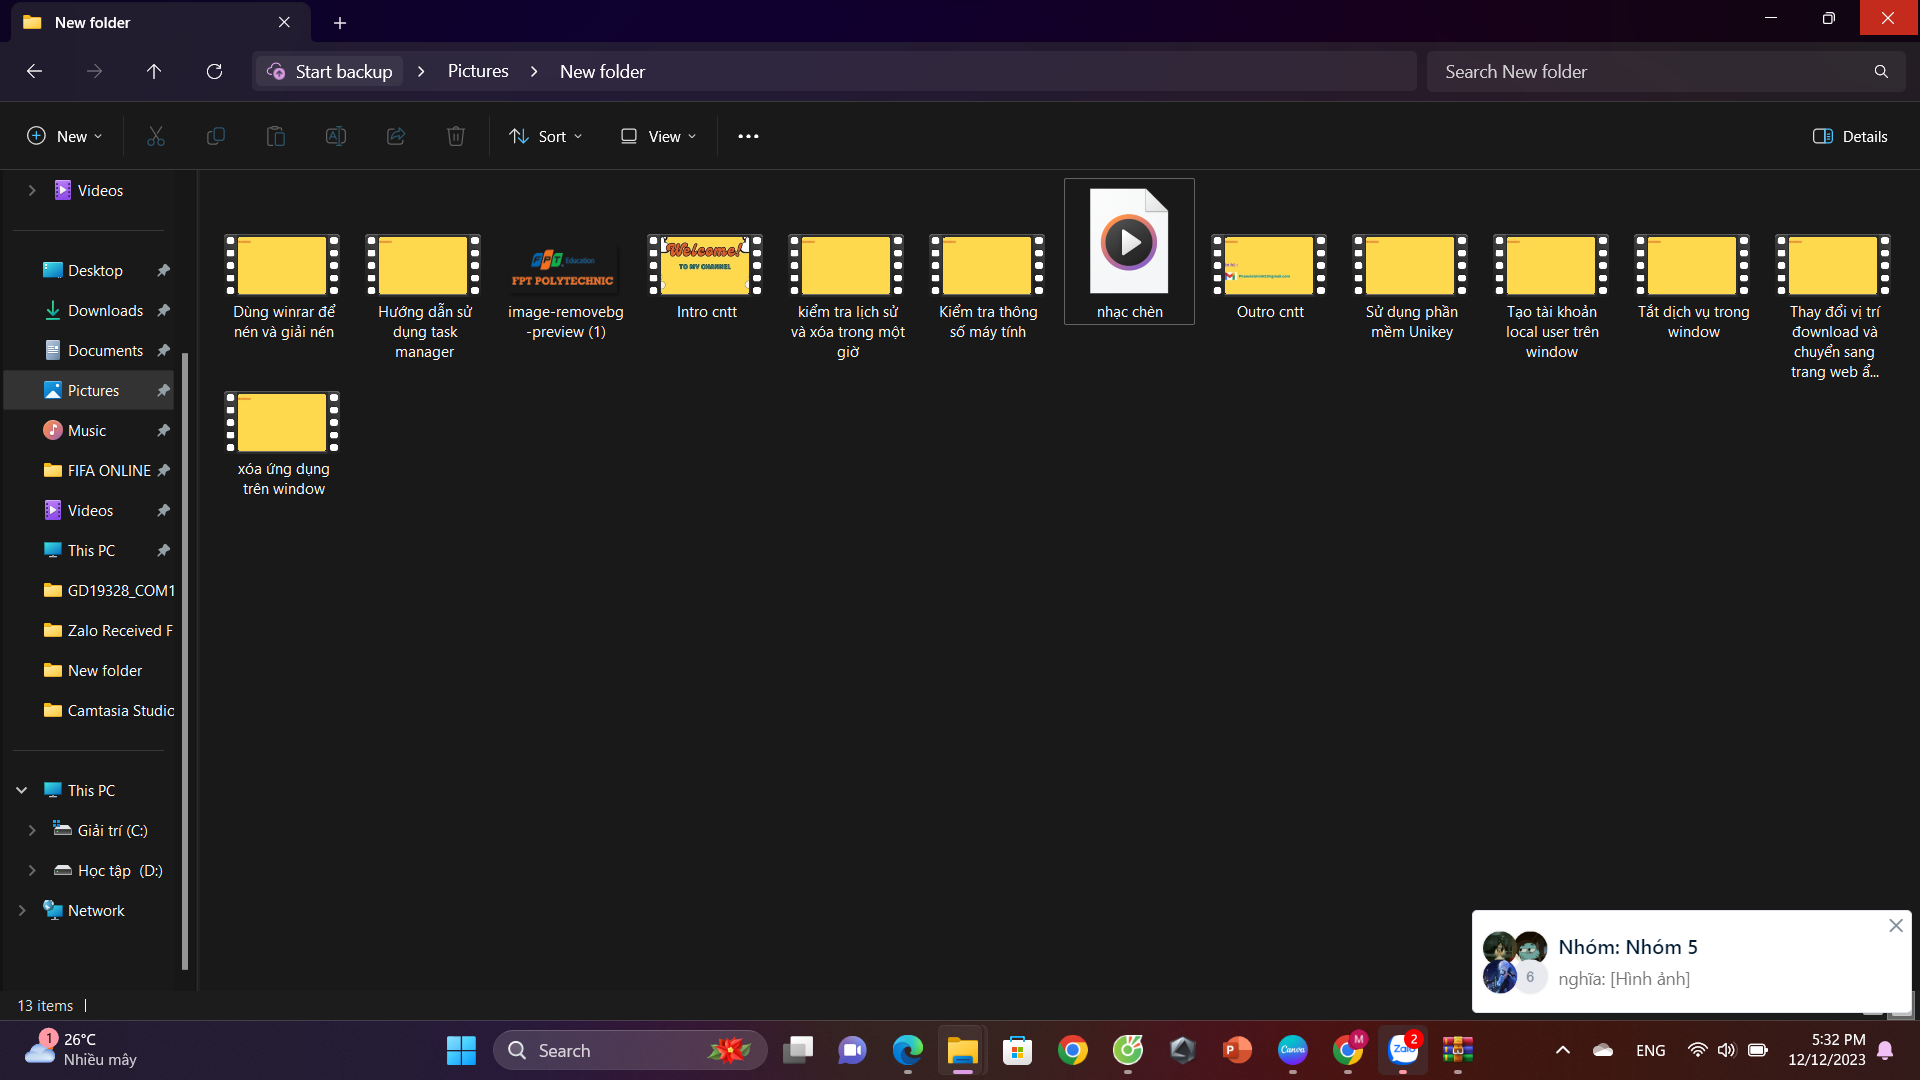 New folder
Start backup
Pictures
New folder
Search New folder
New
Sort
View
Details
Videos
Desktop
Downloads
Documents
Pictures
Music
FIFA ONLINE
Videos
This PC
GD19328_COM1
Zalo Received F
New folder
Camtasia Studio
This PC
Giải trí (C:)
Học tập (D:)
Network
Dùng winrar để
nén và giải nén
Hướng dẫn sử
dụng task
manager
FPT Education
FPT POLYTECHNIC
image-removebg
-preview (1)
Welcome!
TO MY CHANNEL
Intro cntt
kiểm tra lịch sử
và xóa trong một
giờ
Kiểm tra thông
số máy tính
nhạc chèn
Outro cntt
Sử dụng phần
mềm Unikey
Tạo tài khoản
local user trên
window
Tắt dịch vụ trong
window
Thay đổi vị trí
đownload và
chuyển sang
trang web ẩ...
xóa ứng dụng
trên window
Nhóm: Nhóm 5
6
nghĩa: [Hình ảnh]
13 items
1
26°C
Nhiều mây
Search
Canva
M
Zalo
2
ENG
5:32 PM
12/12/2023